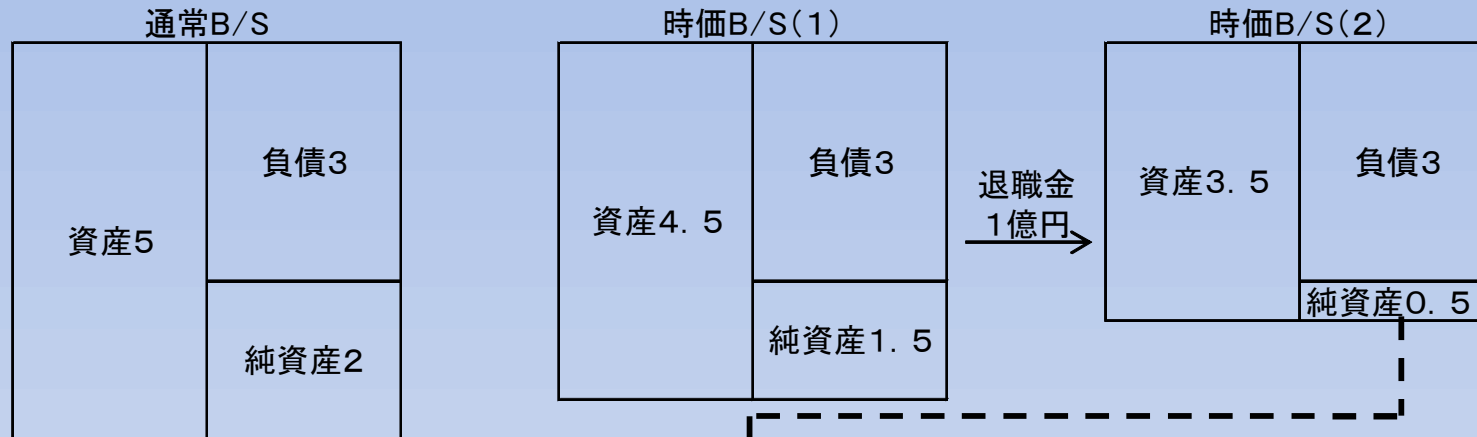 通常B/S
資産5
負債3
純資産2
時価B/S(1)
資産4．5
負債3
純資産1．5
退職金
1億円
時価B/S(2)
資産3．5
負債3
純資産0．5